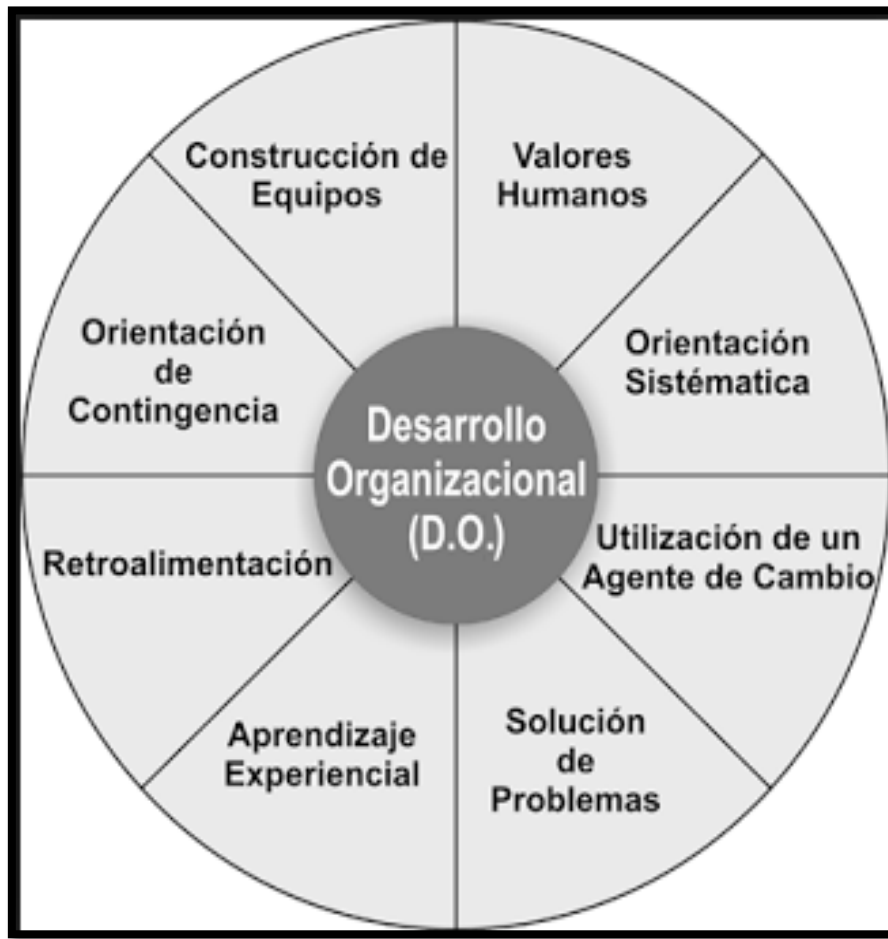 Construcción de
Equipos
Valores
Humanos
Orientación
Sistématica
Utilización de un
Agente de Cambio
Solución
de
Problemas
Aprendizaje
Experiencial
Retroalimentación
Orientación
de
Contingencia
Desarrollo
Organizacional
(D.O.)